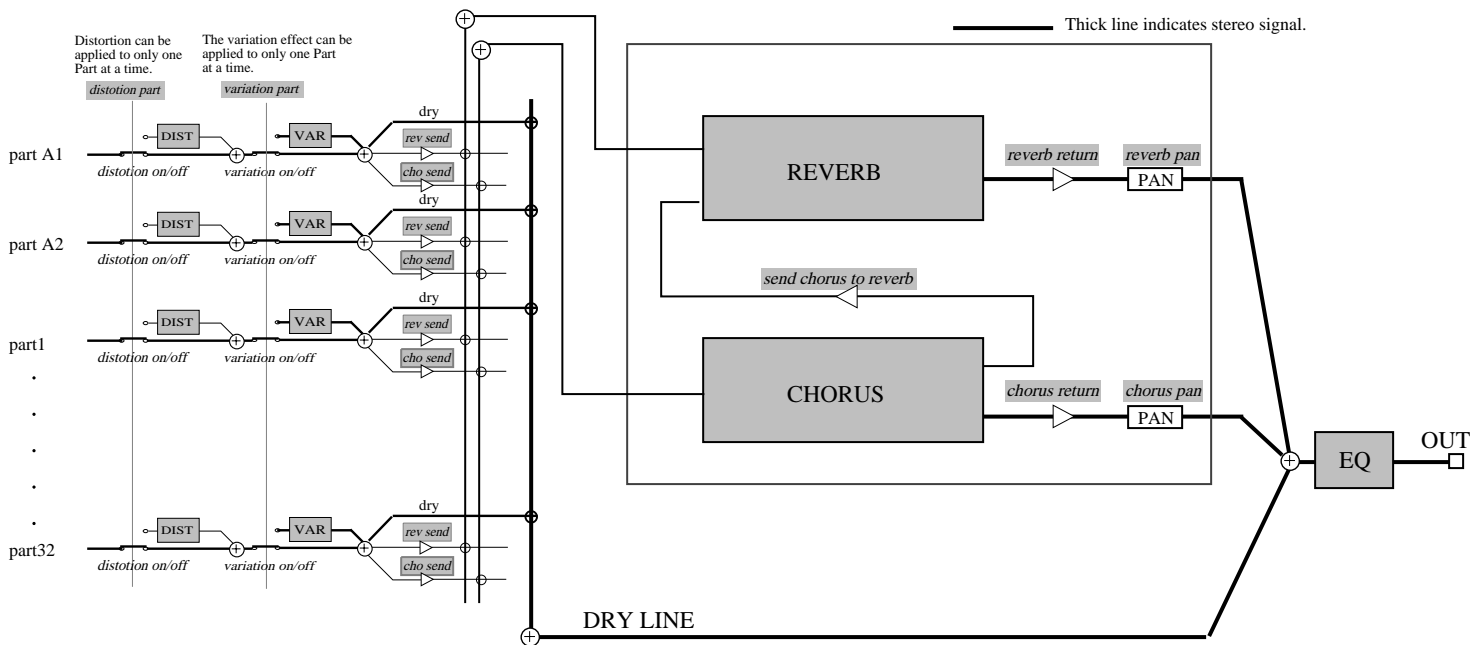 Thick line indicates stereo signal.
Distortion can be
applied to only one
Part at a time.
The variation effect can be
applied to only one Part
at a time.
distotion part
variation part
part A1
DIST
distotion on/off
VAR
variation on/off
dry
rev send
cho send
part A2
DIST
distotion on/off
VAR
variation on/off
dry
rev send
cho send
part1
DIST
distotion on/off
VAR
variation on/off
dry
rev send
cho send
part32
DIST
distotion on/off
VAR
variation on/off
dry
rev send
cho send
REVERB
reverb return
reverb pan
PAN
send chorus to reverb
CHORUS
chorus return
chorus pan
PAN
EQ
OUT
DRY LINE